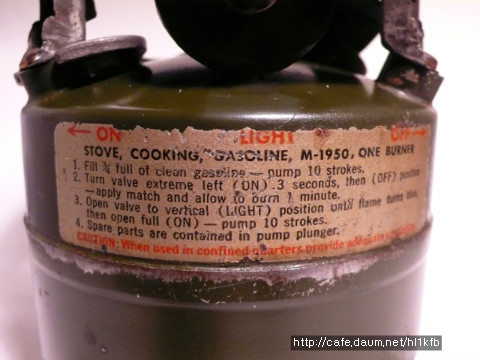 ← ON LIGHT OFF →
STOVE, COOKING, GASOLINE, M-1950, ONE BURNER
1. Fill ¾ full of clean gasoline — pump 10 strokes.
2. Turn valve extreme left (ON) 3 seconds, then (OFF) position
—apply match and allow to burn 1 minute.
3. Open valve to vertical (LIGHT) position until flame burns blue,
then open full (ON) — pump 10 strokes.
4. Spare parts are contained in pump plunger.
CAUTION: When used in confined quarters provide adequate
http://cafe.daum.net/hl1kfb